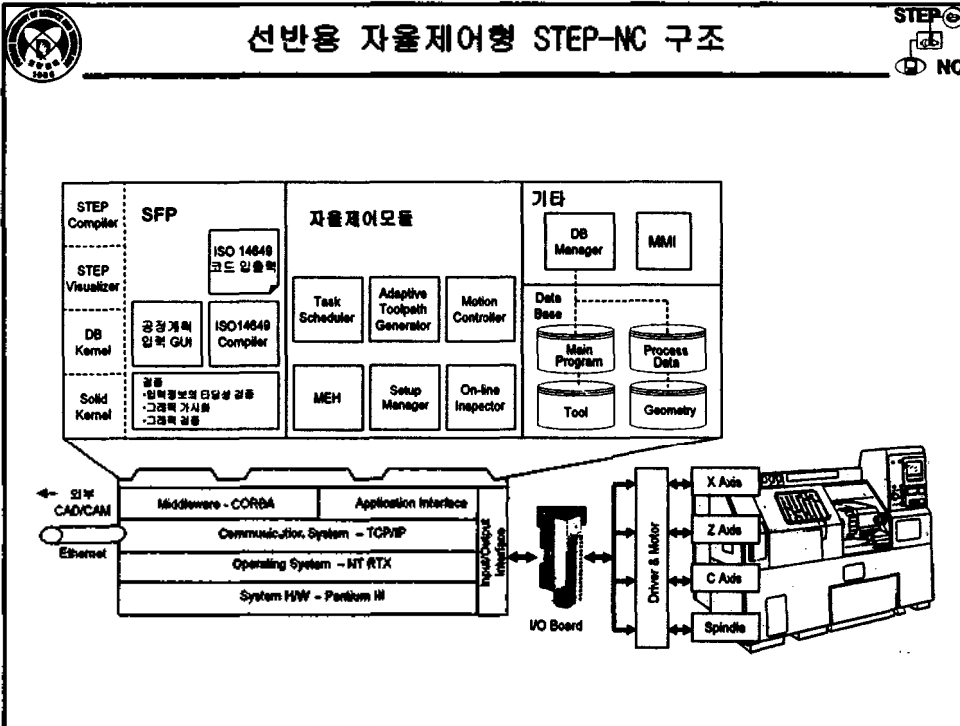 선반용 자율제어형 STEP-NC 구조
STEP
NC
1986
STEP
Compiler
STEP
Visualizer
DB
Kernel
Solid
Kernel
SFP
ISO 14649
코드 입출력
공정계획
입력 GUI
ISO14649
Compiler
검증
•입력정보의 타당성 검증
•그래픽 가시화
•그래픽 검증
자율제어모듈
Task
Scheduler
Adaptive
Toolpath
Generator
Motion
Controller
MEH
Setup
Manager
On-line
Inspector
기타
DB
Manager
MMI
Data
Base
Main
Program
Process
Data
Tool
Geometry
외부
CAD/CAM
Ethernet
Middleware - CORBA
Application Interface
Communication System - TCP/IP
Operating System - NT RTX
System H/W - Pentium III
Input/Output
Interface
I/O Board
Driver & Motor
X Axis
Z Axis
C Axis
Spindle